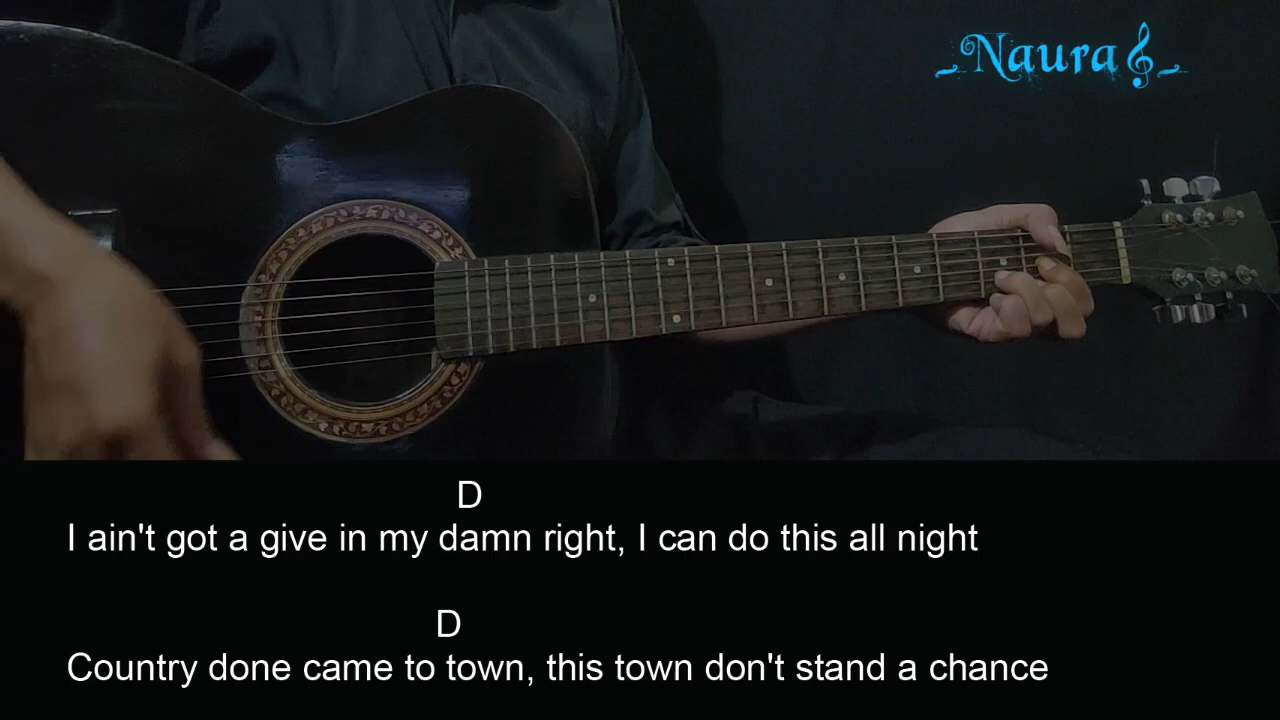 Naura
D
I ain't got a give in my damn right, I can do this all night
D
Country done came to town, this town don't stand a chance